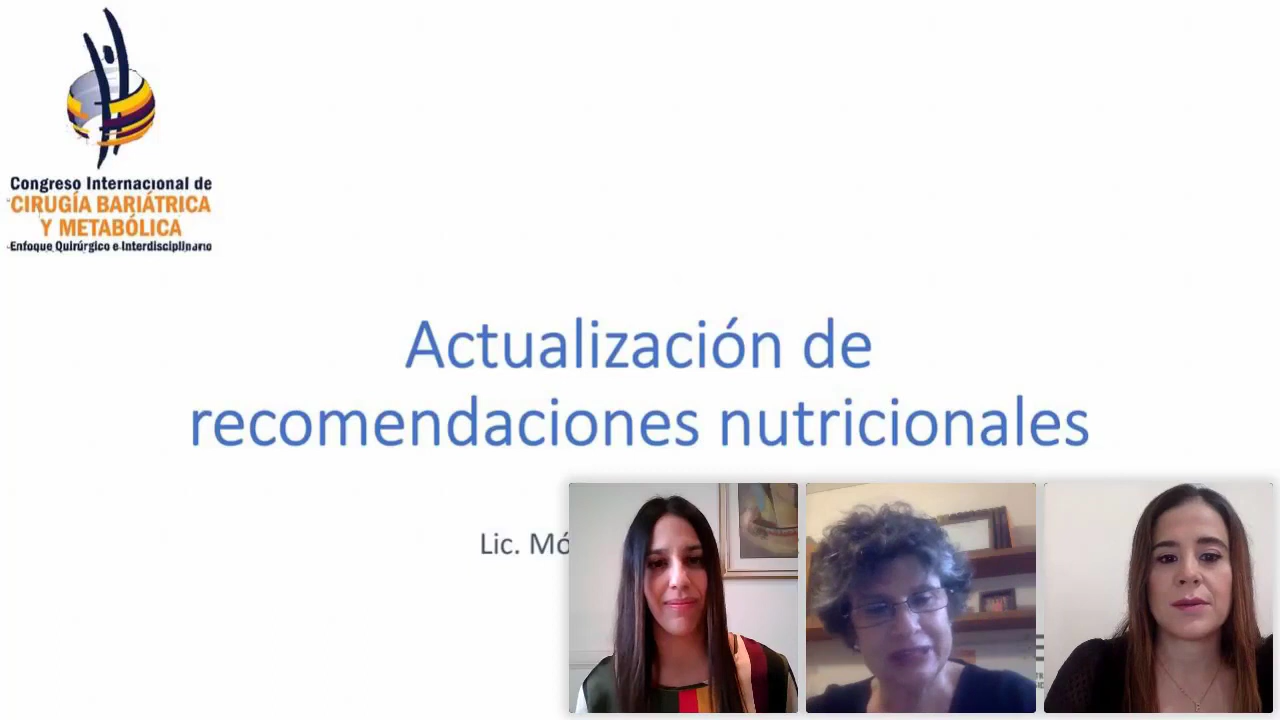 Congreso Internacional de
CIRUGÍA BARIÁTRICA
Y METABÓLICA
Enfoque Quirúrgico e Interdisciplinario
Actualización de
recomendaciones nutricionales
Lic. Mó